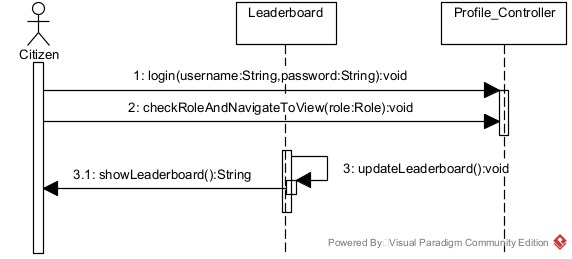 Leaderboard
Profile_Controller
Citizen
1: login(username:String,password:String):void
2: checkRoleAndNavigateToView(role:Role):void
3: updateLeaderboard():void
3.1: showLeaderboard():String
Powered By Visual Paradigm Community Edition